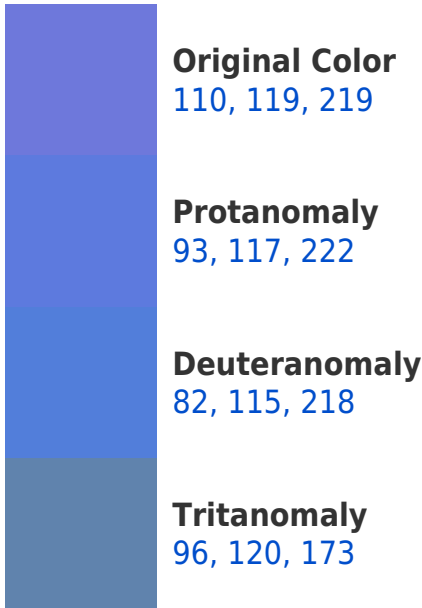 Original Color
110, 119, 219
Protanomaly
93, 117, 222
Deuteranomaly
82, 115, 218
Tritanomaly
96, 120, 173